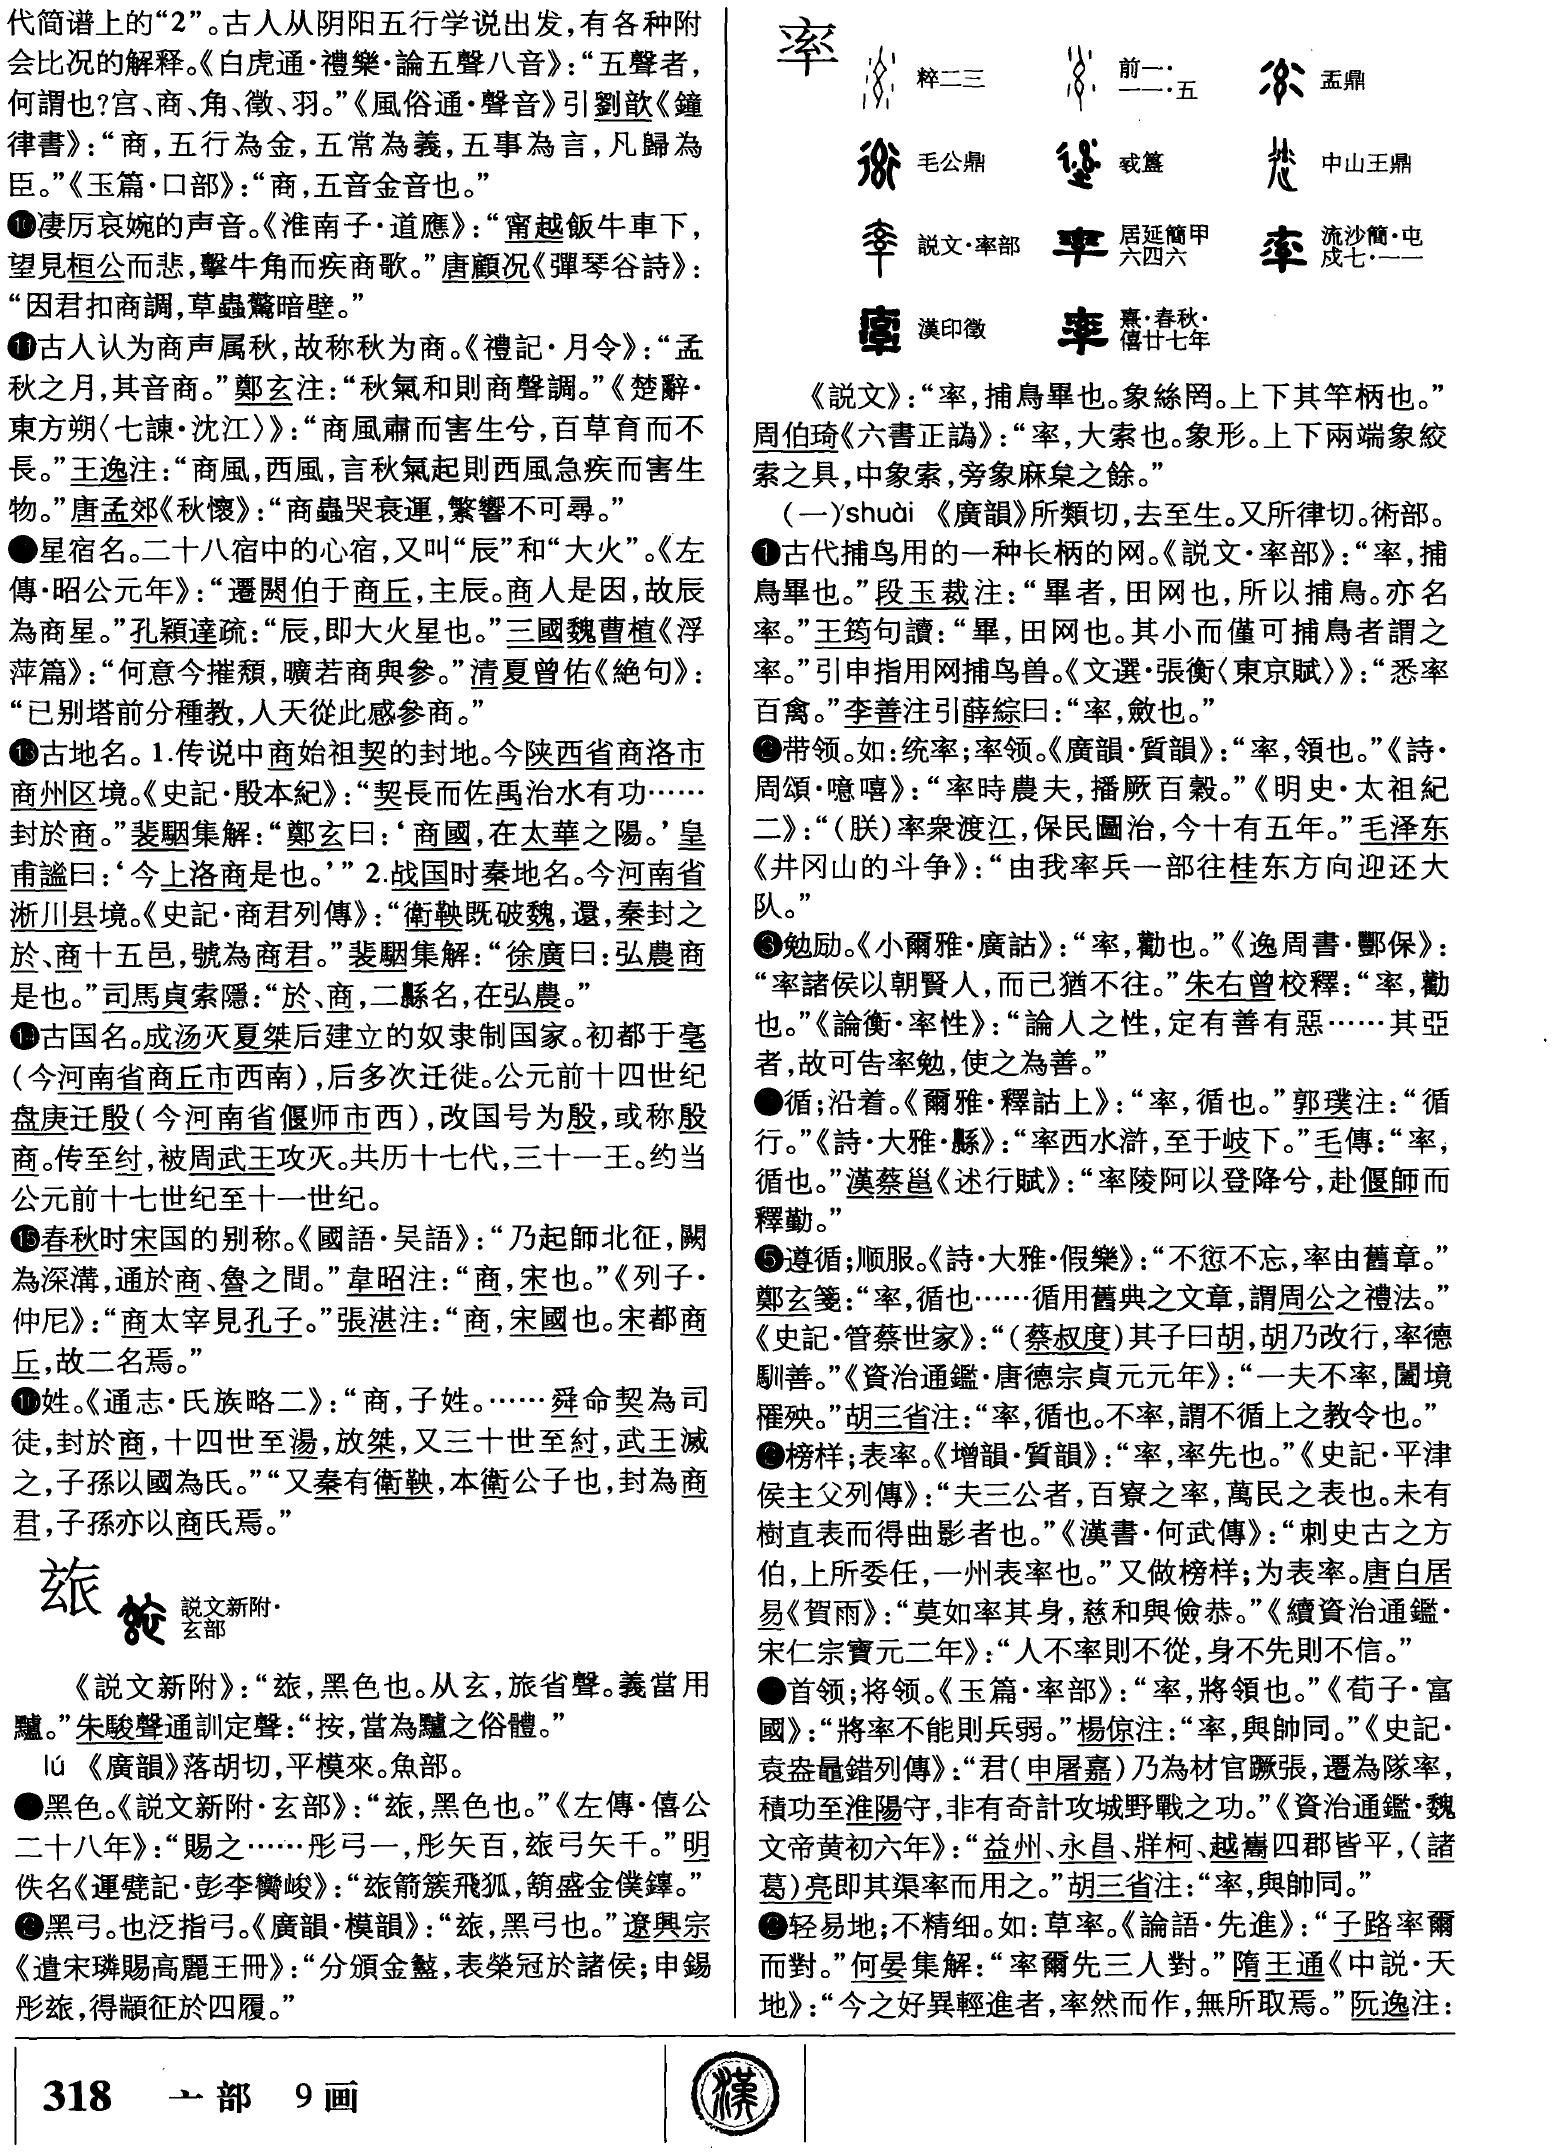 代简谱上的“2”。古人从阴阳五行学说出发,有各种附
会比况的解释。《白虎通·禮樂·論五聲八音》:“五聲者,
何謂也?宫、商、角、徵、羽。”《風俗通·聲音》引劉歆《鐘
律書》:“商,五行為金,五常為義,五事為言,凡歸為
臣。”《玉篇·口部》:“商,五音金音也。”
⓾凄厉哀婉的声音。《淮南子·道應》:“甯越飯牛車下,
望見桓公而悲,擊牛角而疾商歌。”唐顧况《彈琴谷詩》:
“因君扣商調,草蟲驚暗壁。”
⓫古人认为商声属秋,故称秋为商。《禮記·月令》:“孟
秋之月,其音商。”鄭玄注:“秋氣和則商聲調。”《楚辭·
東方朔〈七諫·沈江〉》:“商風肅而害生兮,百草育而不
長。”王逸注:“商風,西風,言秋氣起則西風急疾而害生
物。”唐孟郊《秋懷》:“商蟲哭衰運,繁響不可尋。”
星宿名。二十八宿中的心宿,又叫“辰”和“大火”。《左
傳·昭公元年》:“遷閼伯于商丘,主辰。商人是因,故辰
為商星。”孔穎達疏:“辰,即大火星也。”三國魏曹植《浮
萍篇》:“何意今摧頹,曠若商與參。”清夏曾佑《絶句》:
“已别塔前分種教,人天從此感參商。”
⓭古地名。1.传说中商始祖契的封地。今陕西省商洛市
商州区境。《史記·殷本紀》:“契長而佐禹治水有功……
封於商。”裴駰集解:“鄭玄曰:‘商國,在太華之陽。’皇
甫謐曰:‘今上洛商是也。’”2.战国时秦地名。今河南省
淅川县境。《史記·商君列傳》:“衛鞅既破魏,還,秦封之
於、商十五邑,號為商君。”裴駰集解:“徐廣曰:弘農商
是也。”司馬貞索隱:“於、商,二縣名,在弘農。”
⓮古国名。成汤灭夏桀后建立的奴隶制国家。初都于亳
(今河南省商丘市西南),后多次迁徙。公元前十四世纪
盘庚迁殷(今河南省偃师市西),改国号为殷,或称殷
商。传至纣,被周武王攻灭。共历十七代,三十一王。约当
公元前十七世纪至十一世纪。
⓯春秋时宋国的别称。《國語·吴語》:“乃起師北征,闕
為深溝,通於商、魯之間。”韋昭注:“商,宋也。”《列子·
仲尼》:“商太宰見孔子。”張湛注:“商,宋國也。宋都商
丘,故二名焉。”
⓰姓。《通志·氏族略二》:“商,子姓。……舜命契為司
徒,封於商,十四世至湯,放桀,又三十世至紂,武王滅
之,子孫以國為氏。”“又秦有衛鞅,本衛公子也,封為商
君,子孫亦以商氏焉。”
玈
説文新附·
玄部
《説文新附》:“玈,黑色也。从玄,旅省聲。義當用
驢。”朱駿聲通訓定聲:“按,當為驢之俗體。”
lú 《廣韻》落胡切,平模來。魚部。
黑色。《説文新附·玄部》:“玈,黑色也。”《左傳·僖公
二十八年》:“賜之……彤弓一,彤矢百,玈弓矢千。”明
佚名《運甓記·彭李齎峻》:“玈箭簇飛狐,箶盛金僕鏵。”
❷黑弓。也泛指弓。《廣韻·模韻》:“玈,黑弓也。”遼興宗
《遣宋璘賜高麗王冊》:“分頒金盭,表榮冠於諸侯;申錫
彤玈,得顓征於四履。”
率
粹二三
前一·
一一·五
盂鼎
毛公鼎
㦰簋
中山王鼎
説文·率部
居延簡甲
六四六
流沙簡·屯
戍七·一一
漢印徵
熹·春秋·
僖廿七年
《説文》:“率,捕鳥畢也。象絲罔。上下其竿柄也。”
周伯琦《六書正譌》:“率,大索也。象形。上下兩端象絞
索之具,中象索,旁象麻枲之餘。”
(一)shuài 《廣韻》所類切,去至生。又所律切。術部。
❶古代捕鸟用的一种长柄的网。《説文·率部》:“率,捕
鳥畢也。”段玉裁注:“畢者,田网也,所以捕鳥。亦名
率。”王筠句讀:“畢,田网也。其小而僅可捕鳥者謂之
率。”引申指用网捕鸟兽。《文選·張衡〈東京賦〉》:“悉率
百禽。”李善注引薛綜曰:“率,斂也。”
❷带领。如:统率;率领。《廣韻·質韻》:“率,領也。”《詩·
周頌·噫嘻》:“率時農夫,播厥百穀。”《明史·太祖紀
二》:“(朕)率衆渡江,保民圖治,今十有五年。”毛泽东
《井冈山的斗争》:“由我率兵一部往桂东方向迎还大
队。”
❸勉励。《小爾雅·廣詁》:“率,勸也。”《逸周書·酆保》:
“率諸侯以朝賢人,而己猶不往。”朱右曾校釋:“率,勸
也。”《論衡·率性》:“論人之性,定有善有惡……其亞
者,故可告率勉,使之為善。”
循;沿着。《爾雅·釋詁上》:“率,循也。”郭璞注:“循
行。”《詩·大雅·緜》:“率西水滸,至于岐下。”毛傳:“率,
循也。”漢蔡邕《述行賦》:“率陵阿以登降兮,赴偃師而
釋勤。”
❺遵循;顺服。《詩·大雅·假樂》:“不愆不忘,率由舊章。”
鄭玄箋:“率,循也……循用舊典之文章,謂周公之禮法。”
《史記·管蔡世家》:“(蔡叔度)其子曰胡,胡乃改行,率德
馴善。”《資治通鑑·唐德宗貞元元年》:“一夫不率,闔境
罹殃。”胡三省注:“率,循也。不率,謂不循上之教令也。”
❻榜样;表率。《增韻·質韻》:“率,率先也。”《史記·平津
侯主父列傳》:“夫三公者,百寮之率,萬民之表也。未有
樹直表而得曲影者也。”《漢書·何武傳》:“刺史古之方
伯,上所委任,一州表率也。”又做榜样;为表率。唐白居
易《賀雨》:“莫如率其身,慈和與儉恭。”《續資治通鑑·
宋仁宗寶元二年》:“人不率則不從,身不先則不信。”
首领;将领。《玉篇·率部》:“率,將領也。”《荀子·富
國》:“將率不能則兵弱。”楊倞注:“率,與帥同。”《史記·
袁盎鼂錯列傳》:“君(申屠嘉)乃為材官蹶張,遷為隊率,
積功至淮陽守,非有奇計攻城野戰之功。”《資治通鑑·魏
文帝黄初六年》:“益州、永昌、牂柯、越巂四郡皆平,(諸
葛)亮即其渠率而用之。”胡三省注:“率,與帥同。”
❽轻易地;不精细。如:草率。《論語·先進》:“子路率爾
而對。”何晏集解:“率爾先三人對。”隋王通《中説·天
地》:“今之好異輕進者,率然而作,無所取焉。”阮逸注:
318 亠部 9画
漢